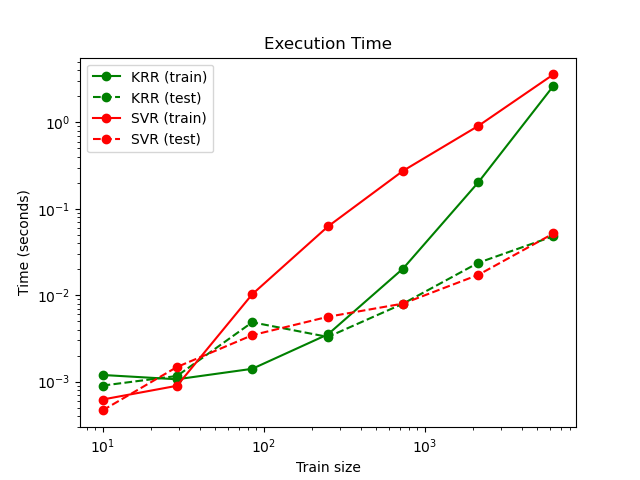 Execution Time
KRR (train)
KRR (test)
SVR (train)
SVR (test)
10⁰
10⁻¹
10⁻²
10⁻³
Time (seconds)
10¹
10²
10³
Train size